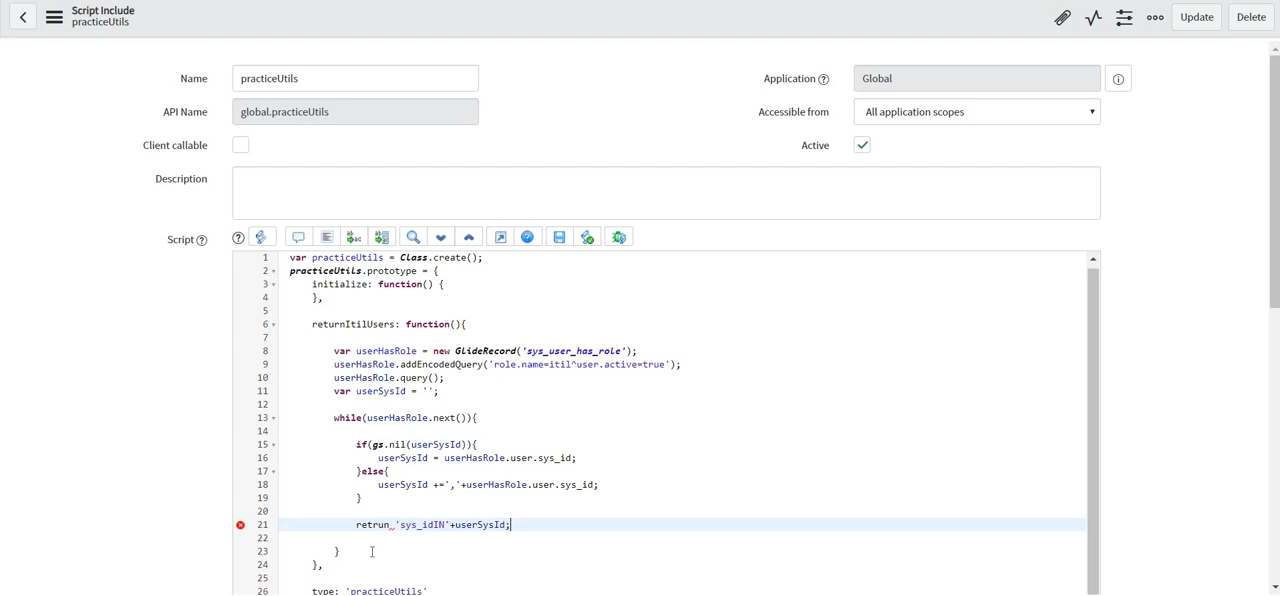 Script Include
practiceUtils
Update
Delete
Name
practiceUtils
Application
Global
API Name
global.practiceUtils
Accessible from
All application scopes
Client callable
Active
Description
Script
1 var practiceUtils = Class.create();
2 practiceUtils.prototype = {
3 initialize: function() {
4 },
5
6 returnItilUsers: function(){
7
8 var userHasRole = new GlideRecord('sys_user_has_role');
9 userHasRole.addEncodedQuery('role.name=itil^user.active=true');
10 userHasRole.query();
11 var userSysId = '';
12
13 while(userHasRole.next()){
14
15 if(gs.nil(userSysId)){
16 userSysId = userHasRole.user.sys_id;
17 }else{
18 userSysId +=','+userHasRole.user.sys_id;
19 }
20
21 retrun 'sys_idIN'+userSysId;
22
23 }
24 },
25
26 type: 'practiceUtils'